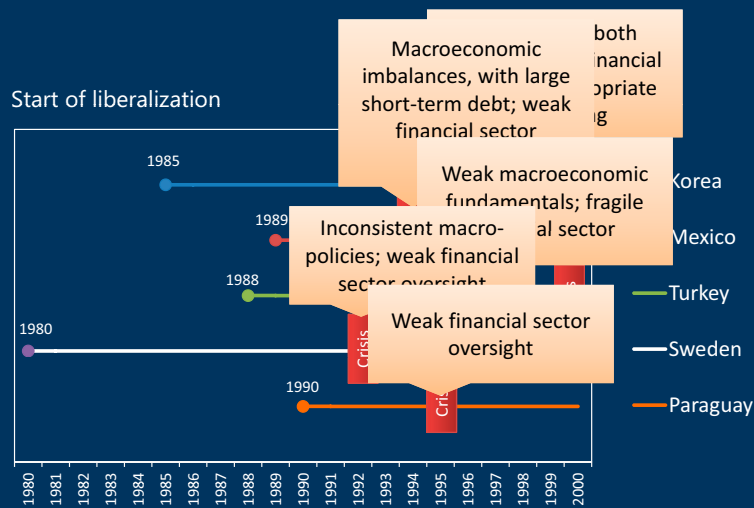 both
inancial
Macroeconomic
imbalances, with large
short-term debt; weak
financial sector
opriate
g
Start of liberalization
1985
Korea
Weak macroeconomic
fundamentals; fragile
al sector
1989
Mexico
Inconsistent macro-
policies; weak financial
sector oversight
1988
Turkey
Weak financial sector
oversight
1980
Crisis
Sweden
1990
Cris
Paruguay
1980 1981 1982 1983 1984 1985 1986 1987 1988 1989 1990 1991 1992 1993 1994 1995 1996 1997 1998 1999 2000